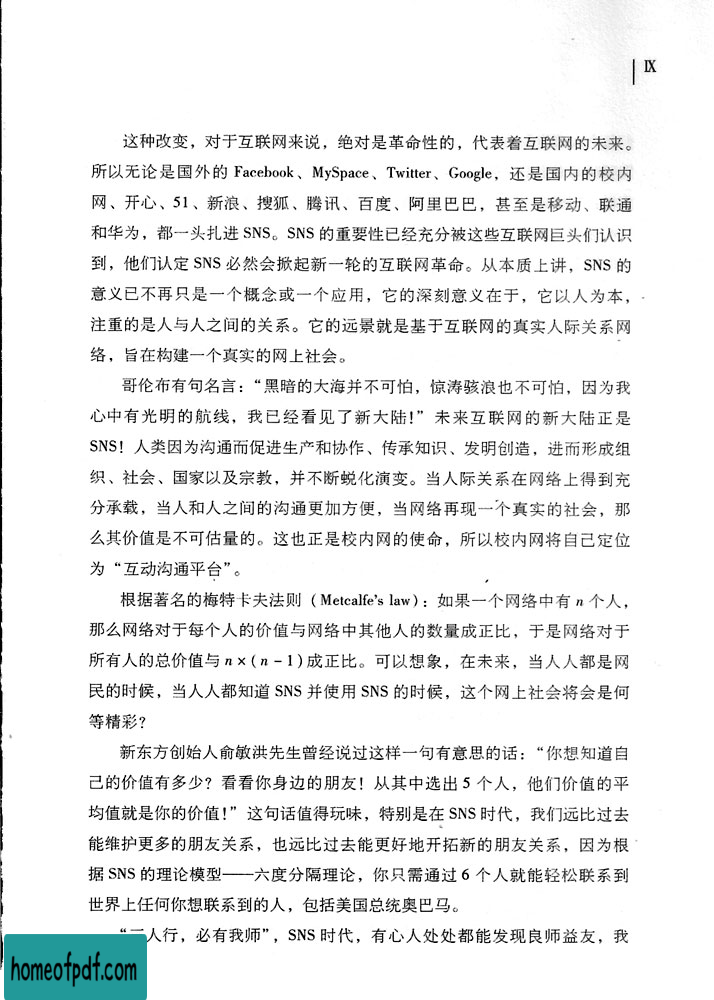 IX
这种改变，对于互联网来说，绝对是革命性的，代表着互联网的未来。
所以无论是国外的 Facebook、MySpace、Twitter、Google，还是国内的校内
网、开心、51、新浪、搜狐、腾讯、百度、阿里巴巴，甚至是移动、联通
和华为，都一头扎进 SNS。SNS 的重要性已经充分被这些互联网巨头们认识
到，他们认定 SNS 必然会掀起新一轮的互联网革命。从本质上讲，SNS 的
意义已不再只是一个概念或一个应用，它的深刻意义在于，它以人为本，
注重的是人与人之间的关系。它的远景就是基于互联网的真实人际关系网
络，旨在构建一个真实的网上社会。
哥伦布有句名言：“黑暗的大海并不可怕，惊涛骇浪也不可怕，因为我
心中有光明的航线，我已经看见了新大陆！”未来互联网的新大陆正是
SNS！人类因为沟通而促进生产和协作、传承知识、发明创造，进而形成组
织、社会、国家以及宗教，并不断蜕化演变。当人际关系在网络上得到充
分承载，当人和人之间的沟通更加方便，当网络再现一个真实的社会，那
么其价值是不可估量的。这也正是校内网的使命，所以校内网将自己定位
为“互动沟通平台”。
根据著名的梅特卡夫法则（Metcalfe's law）：如果一个网络中有 n 个人，
那么网络对于每个人的价值与网络中其他人的数量成正比，于是网络对于
所有人的总价值与 n×(n－1)成正比。可以想象，在未来，当人人都是网
民的时候，当人人都知道 SNS 并使用 SNS 的时候，这个网上社会将会是何
等精彩？
新东方创始人俞敏洪先生曾经说过这样一句有意思的话：“你想知道自
己的价值有多少？看看你身边的朋友！从其中选出 5 个人，他们价值的平
均值就是你的价值！”这句话值得玩味，特别是在 SNS 时代，我们远比过去
能维护更多的朋友关系，也远比过去能更好地开拓新的朋友关系，因为根
据 SNS 的理论模型——六度分隔理论，你只需通过 6 个人就能轻松联系到
世界上任何你想联系到的人，包括美国总统奥巴马。
“三人行，必有我师”，SNS 时代，有心人处处都能发现良师益友，我
homeofpdf.com